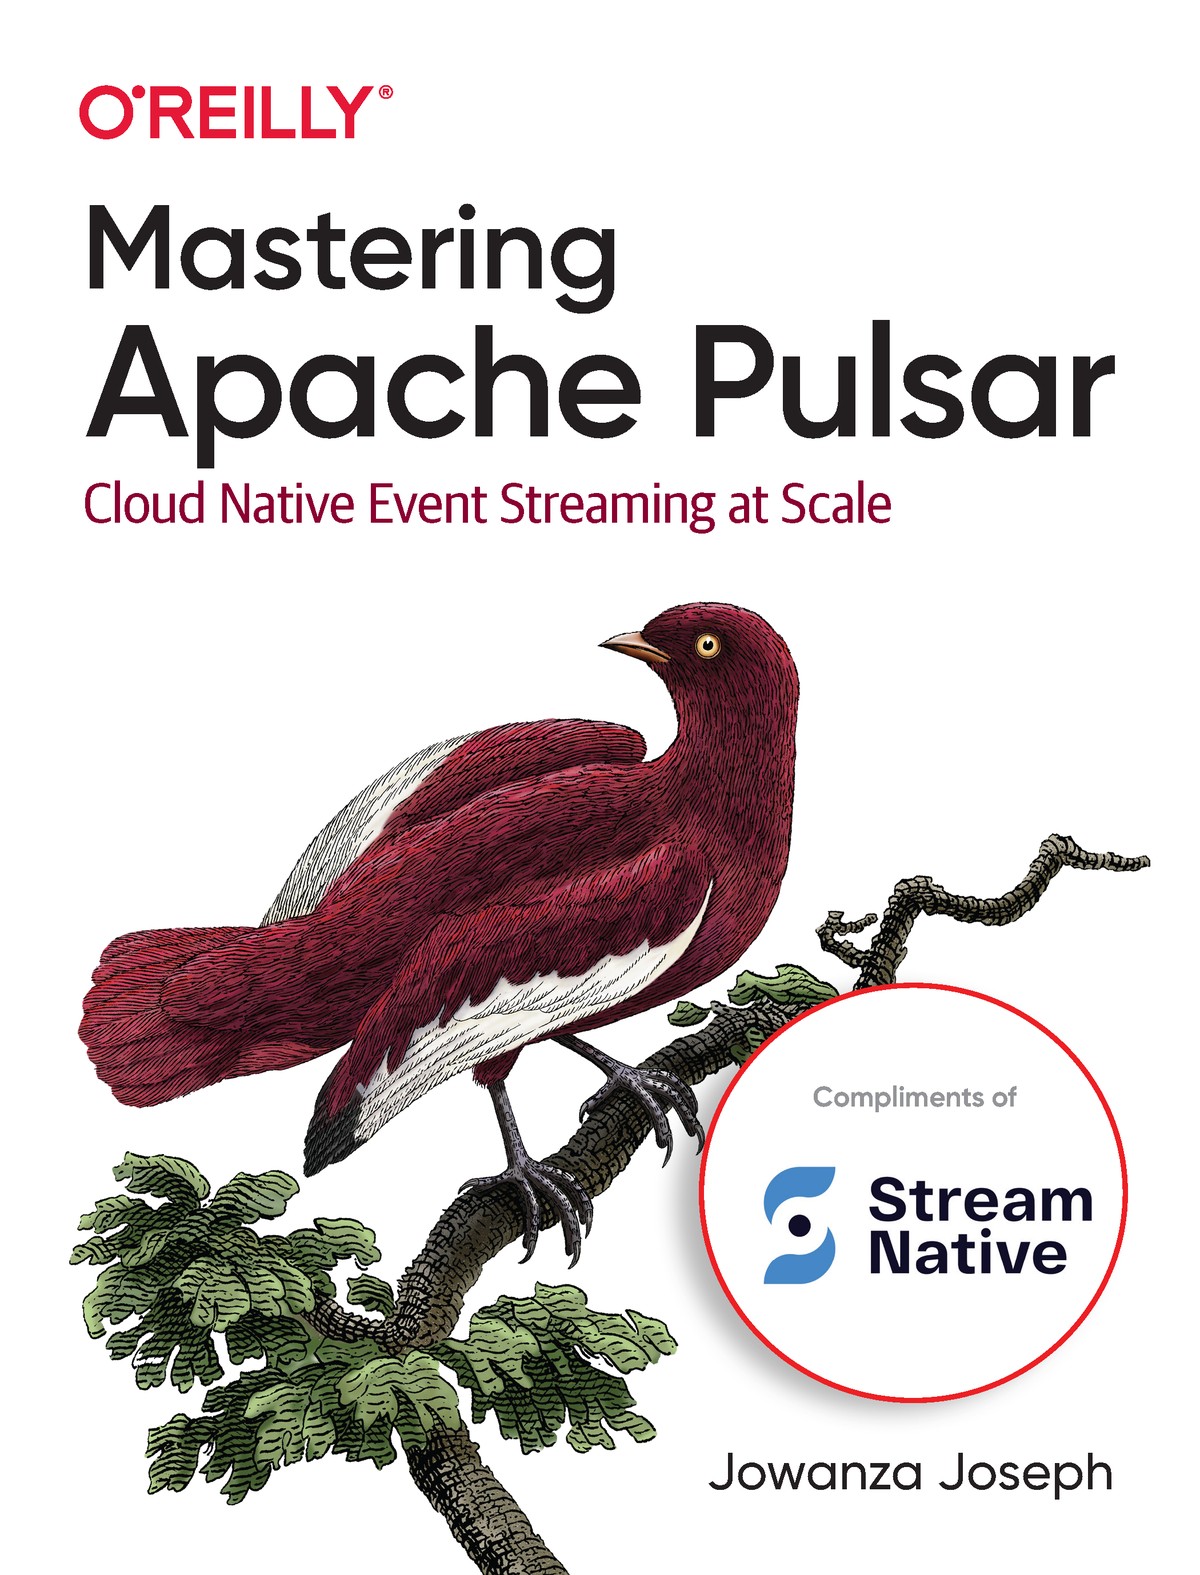 O'REILLY®
Mastering
Apache Pulsar
Cloud Native Event Streaming at Scale
Compliments of
Stream
Native
Jowanza Joseph